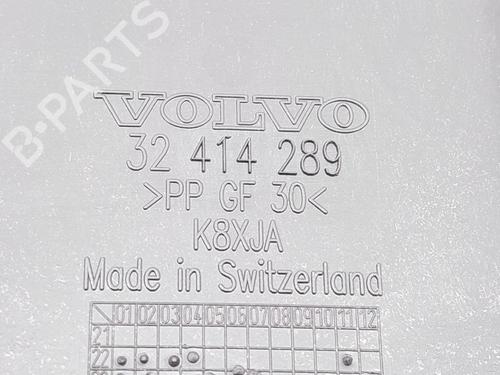 B-PARTS
VOLVO
32 414 289
>PP GF 30<
K8XJA
Made in Switzerland
01 02 03 04 05 06 07 08 09 10 11 12
21
22